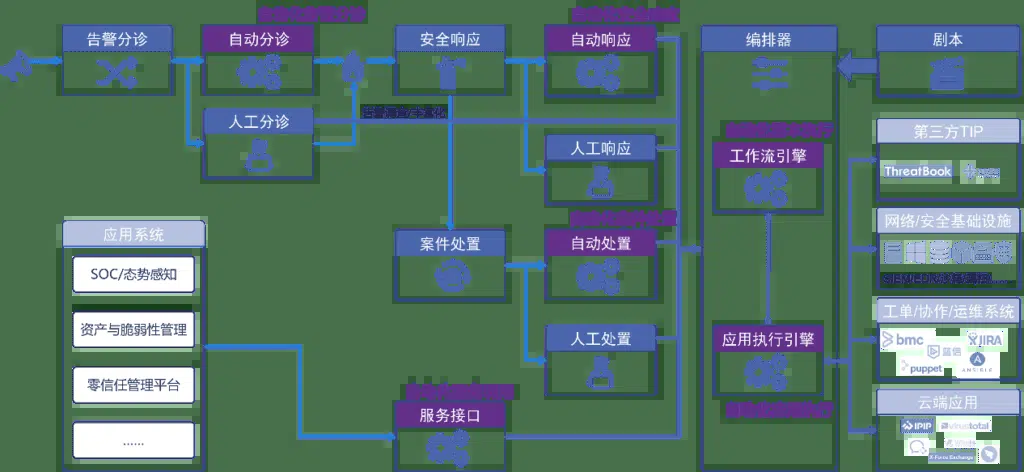 告警分诊
自动分诊
安全响应
自动响应
编排器
剧本
人工分诊
第三方TIP
ThreatBook
人工响应
工作流引擎
应用系统
网络/安全基础设施
案件处置
自动处置
SOC/态势感知
资产与脆弱性管理
工单/协作/运维系统
人工处置
应用执行引擎
bmc
JIRA
蓝信
puppet
ANSIBLE
零信任管理平台
服务接口
云端应用
IPIP
virustotal
X-Force Exchange
……